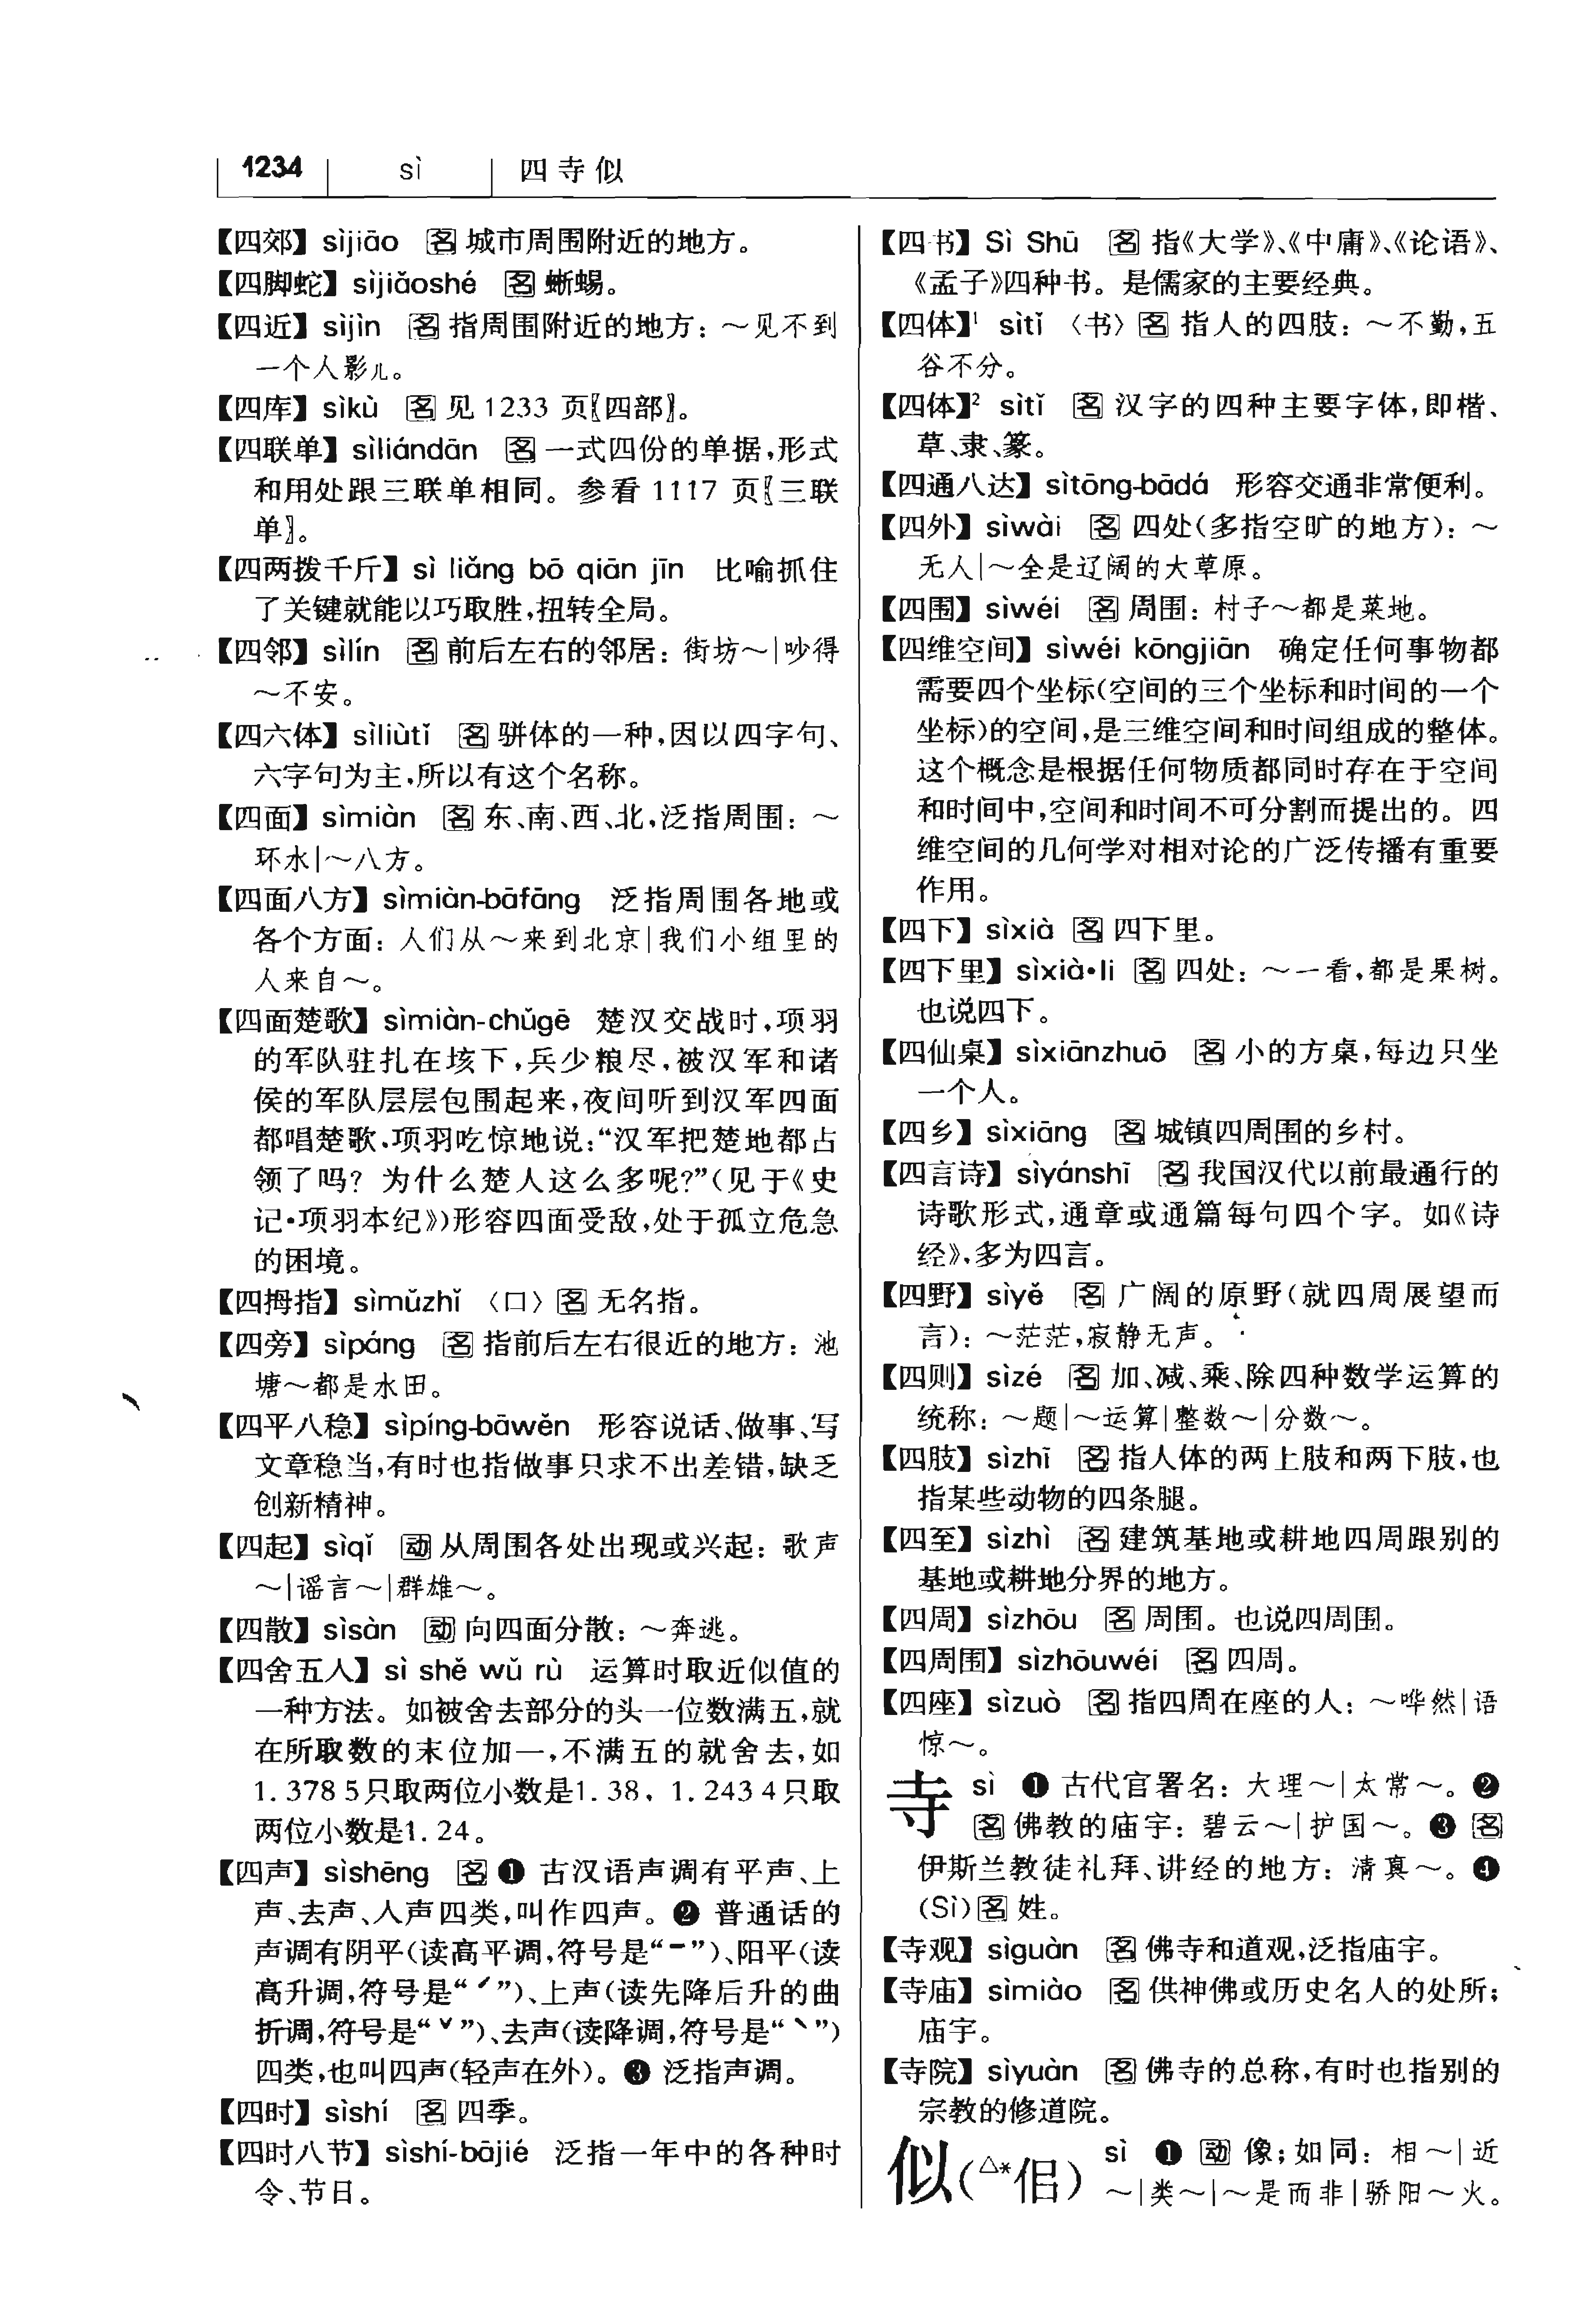 1234 sì 四寺似
【四郊】sìjiāo 名 城市周围附近的地方。
【四脚蛇】sìjiǎoshé 名 蜥蜴。
【四近】sìjìn 名 指周围附近的地方：～见不到
一个人影儿。
【四库】sìkù 名 见 1233 页〖四部〗。
【四联单】sìliándān 名 一式四份的单据，形式
和用处跟三联单相同。参看 1117 页〖三联
单〗。
【四两拨千斤】sì liǎng bō qiān jīn 比喻抓住
了关键就能以巧取胜，扭转全局。
【四邻】sìlín 名 前后左右的邻居：街坊～|吵得
～不安。
【四六体】sìliùtǐ 名 骈体的一种，因以四字句、
六字句为主，所以有这个名称。
【四面】sìmiàn 名 东、南、西、北，泛指周围：～
环水|～八方。
【四面八方】sìmiàn-bāfāng 泛指周围各地或
各个方面：人们从～来到北京|我们小组里的
人来自～。
【四面楚歌】sìmiàn-chǔgē 楚汉交战时，项羽
的军队驻扎在垓下，兵少粮尽，被汉军和诸
侯的军队层层包围起来，夜间听到汉军四面
都唱楚歌，项羽吃惊地说：“汉军把楚地都占
领了吗？为什么楚人这么多呢？”（见于《史
记·项羽本纪》）形容四面受敌，处于孤立危急
的困境。
【四拇指】sìmǔzhǐ 〈口〉名 无名指。
【四旁】sìpáng 名 指前后左右很近的地方：池
塘～都是水田。
【四平八稳】sìpíng-bāwěn 形容说话、做事、写
文章稳当，有时也指做事只求不出差错，缺乏
创新精神。
【四起】sìqǐ 动 从周围各处出现或兴起：歌声
～|谣言～|群雄～。
【四散】sìsàn 动 向四面分散：～奔逃。
【四舍五入】sì shě wǔ rù 运算时取近似值的
一种方法。如被舍去部分的头一位数满五，就
在所取数的末位加一，不满五的就舍去，如
1.378 5只取两位小数是1.38，1.243 4只取
两位小数是1.24。
【四声】sìshēng 名 ❶ 古汉语声调有平声、上
声、去声、入声四类，叫作四声。❷ 普通话的
声调有阴平（读高平调，符号是“ˉ”）、阳平（读
高升调，符号是“ˊ”）、上声（读先降后升的曲
折调，符号是“ˇ”）、去声（读降调，符号是“ˋ”）
四类，也叫四声（轻声在外）。❸ 泛指声调。
【四时】sìshí 名 四季。
【四时八节】sìshí-bājié 泛指一年中的各种时
令、节日。
【四书】Sì Shū 名 指《大学》、《中庸》、《论语》、
《孟子》四种书。是儒家的主要经典。
【四体】¹ sìtǐ 〈书〉名 指人的四肢：～不勤，五
谷不分。
【四体】² sìtǐ 名 汉字的四种主要字体，即楷、
草、隶、篆。
【四通八达】sìtōng-bādá 形容交通非常便利。
【四外】sìwài 名 四处（多指空旷的地方）：～
无人|～全是辽阔的大草原。
【四围】sìwéi 名 周围：村子～都是菜地。
【四维空间】sìwéi kōngjiān 确定任何事物都
需要四个坐标（空间的三个坐标和时间的一个
坐标）的空间，是三维空间和时间组成的整体。
这个概念是根据任何物质都同时存在于空间
和时间中，空间和时间不可分割而提出的。四
维空间的几何学对相对论的广泛传播有重要
作用。
【四下】sìxià 名 四下里。
【四下里】sìxià·li 名 四处：～一看，都是果树。
也说四下。
【四仙桌】sìxiānzhuō 名 小的方桌，每边只坐
一个人。
【四乡】sìxiāng 名 城镇四周围的乡村。
【四言诗】sìyánshī 名 我国汉代以前最通行的
诗歌形式，通章或通篇每句四个字。如《诗
经》，多为四言。
【四野】sìyě 名 广阔的原野（就四周展望而
言）：～茫茫，寂静无声。
【四则】sìzé 名 加、减、乘、除四种数学运算的
统称：～题|～运算|整数～|分数～。
【四肢】sìzhī 名 指人体的两上肢和两下肢，也
指某些动物的四条腿。
【四至】sìzhì 名 建筑基地或耕地四周跟别的
基地或耕地分界的地方。
【四周】sìzhōu 名 周围。也说四周围。
【四周围】sìzhōuwéi 名 四周。
【四座】sìzuò 名 指四周在座的人：～哗然|语
惊～。
寺 sì ❶ 古代官署名：大理～|太常～。❷
名 佛教的庙宇：碧云～|护国～。❸ 名
伊斯兰教徒礼拜、讲经的地方：清真～。❹
（Sì）名 姓。
【寺观】sìguàn 名 佛寺和道观，泛指庙宇。
【寺庙】sìmiào 名 供神佛或历史名人的处所；
庙宇。
【寺院】sìyuàn 名 佛寺的总称，有时也指别的
宗教的修道院。
似（△*佀） sì ❶ 动 像；如同：相～|近
～|类～|～是而非|骄阳～火。